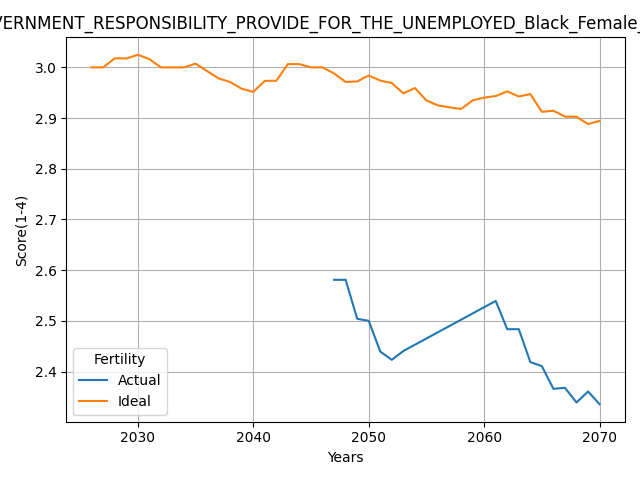 VERNMENT_RESPONSIBILITY_PROVIDE_FOR_THE_UNEMPLOYED_Black_Female_
3.0
2.9
2.8
2.7
2.6
2.5
2.4
Score(1-4)
Fertility
Actual
Ideal
2030 2040 2050 2060 2070
Years